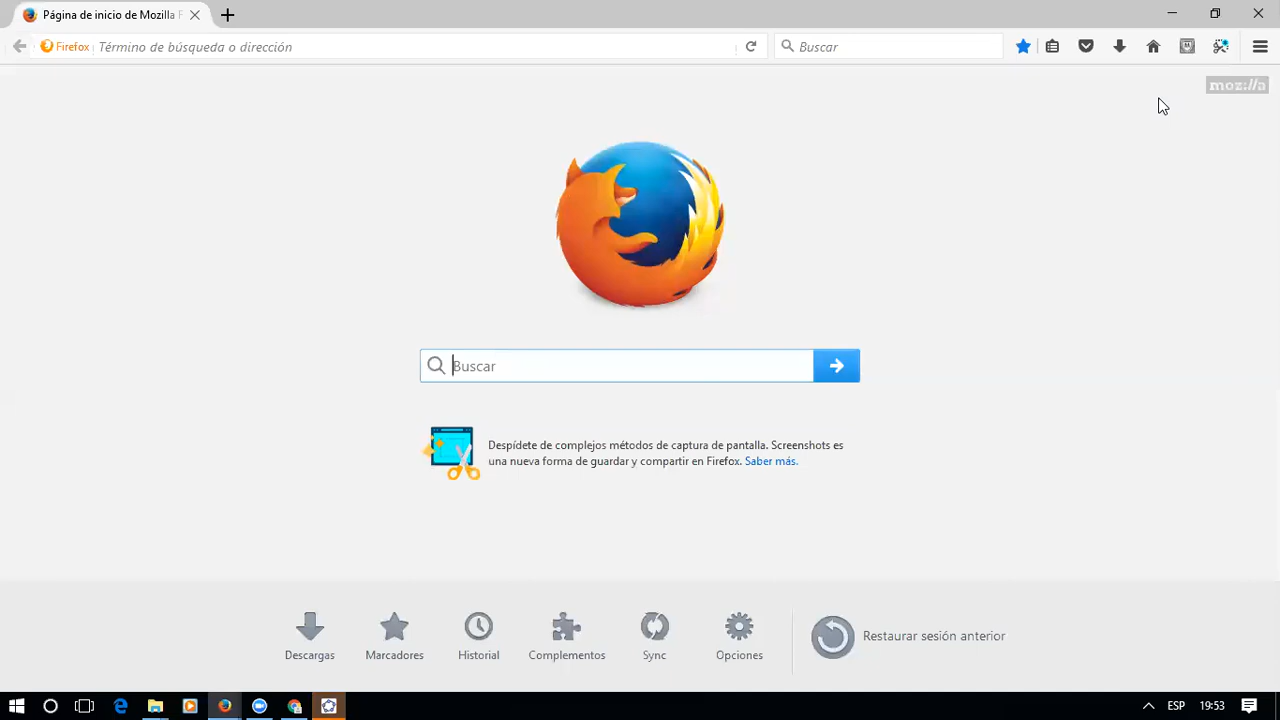 Página de inicio de Mozilla F
Firefox
Término de búsqueda o dirección
Buscar
moz://a
Buscar
Despídete de complejos métodos de captura de pantalla. Screenshots es
una nueva forma de guardar y compartir en Firefox. Saber más.
Descargas
Marcadores
Historial
Complementos
Sync
Opciones
Restaurar sesión anterior
ESP
19:53